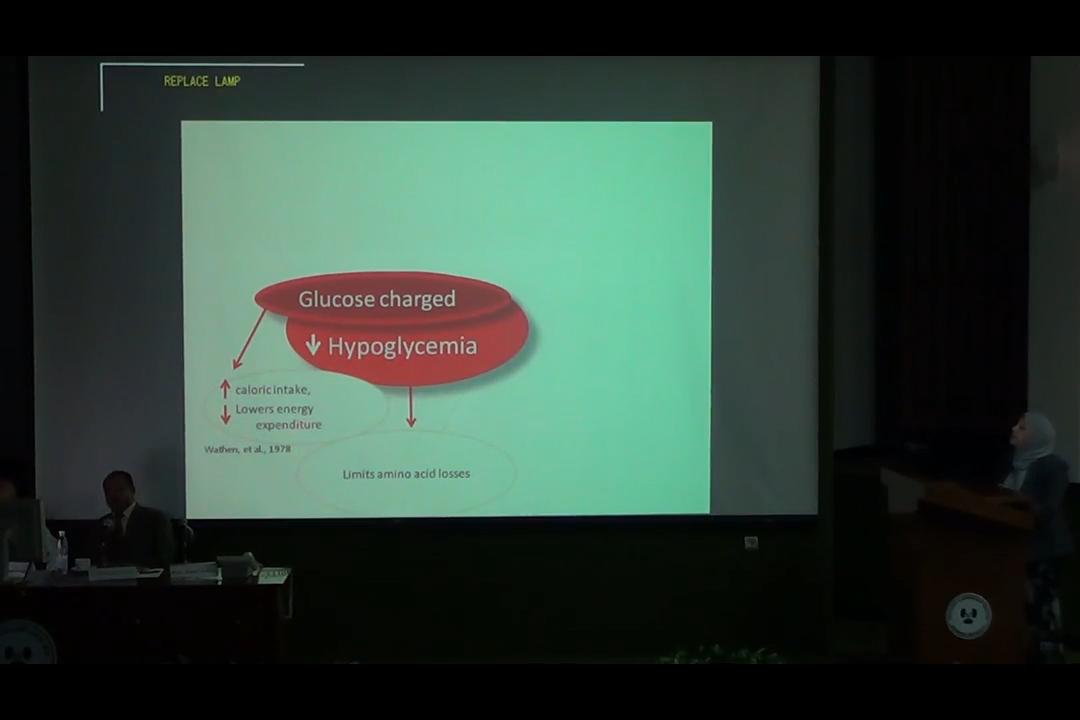 REPLACE LAMP
Glucose charged
↓ Hypoglycemia
↑ caloric intake,
↓ Lowers energy
expenditure
Wathen, et al., 1978
Limits amino acid losses